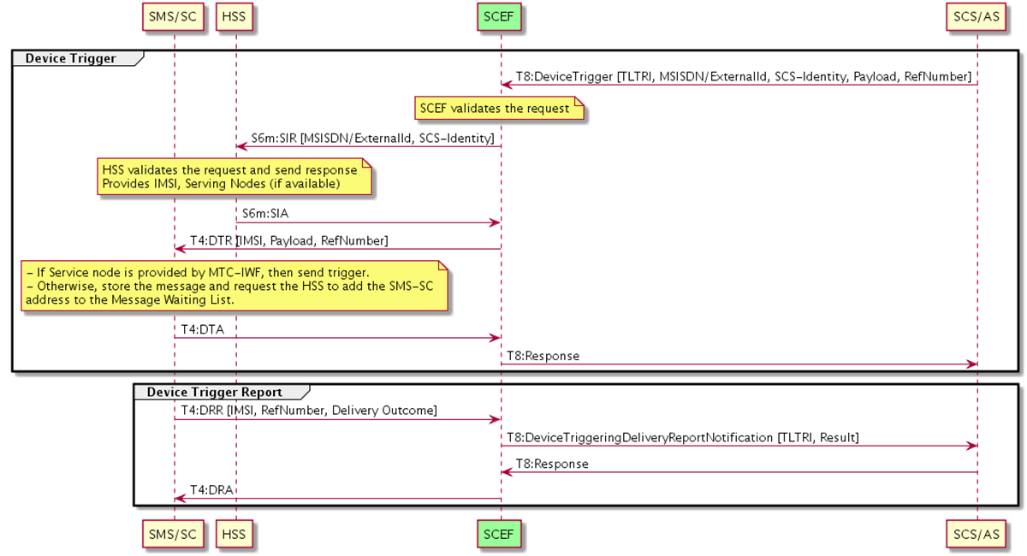 SMS/SC HSS SCEF SCS/AS
Device Trigger
T8:DeviceTrigger [TLTRI, MSISDN/ExternalId, SCS-Identity, Payload, RefNumber]
SCEF validates the request
S6m:SIR [MSISDN/ExternalId, SCS-Identity]
HSS validates the request and send response
Provides IMSI, Serving Nodes (if available)
S6m:SIA
T4:DTR [IMSI, Payload, RefNumber]
- If Service node is provided by MTC-IWF, then send trigger.
- Otherwise, store the message and request the HSS to add the SMS-SC
address to the Message Waiting List.
T4:DTA
T8:Response
Device Trigger Report
T4:DRR [IMSI, RefNumber, Delivery Outcome]
T8:DeviceTriggeringDeliveryReportNotification [TLTRI, Result]
T8:Response
T4:DRA
SMS/SC HSS SCEF SCS/AS